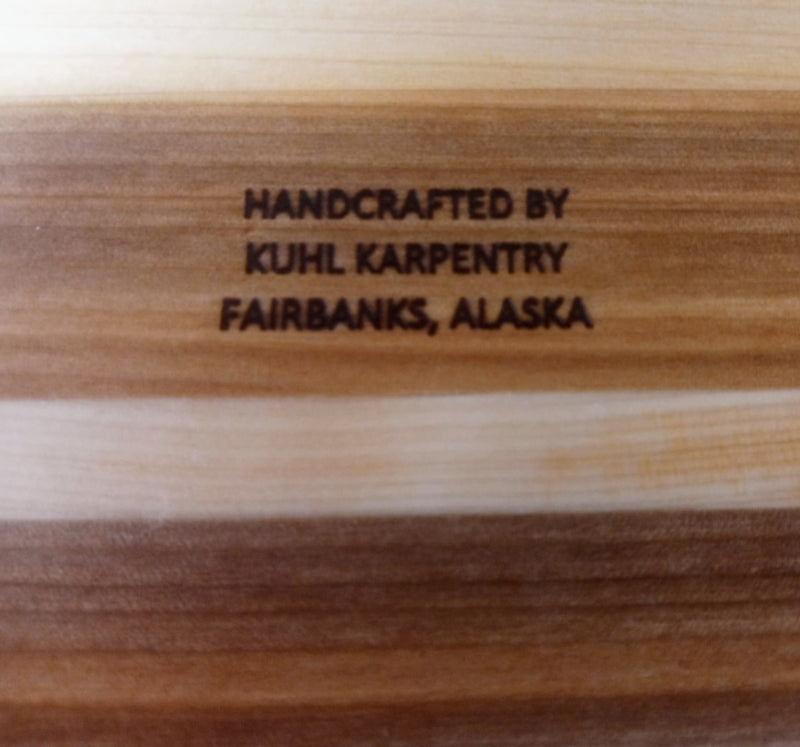 HANDCRAFTED BY
KUHL KARPENTRY
FAIRBANKS, ALASKA